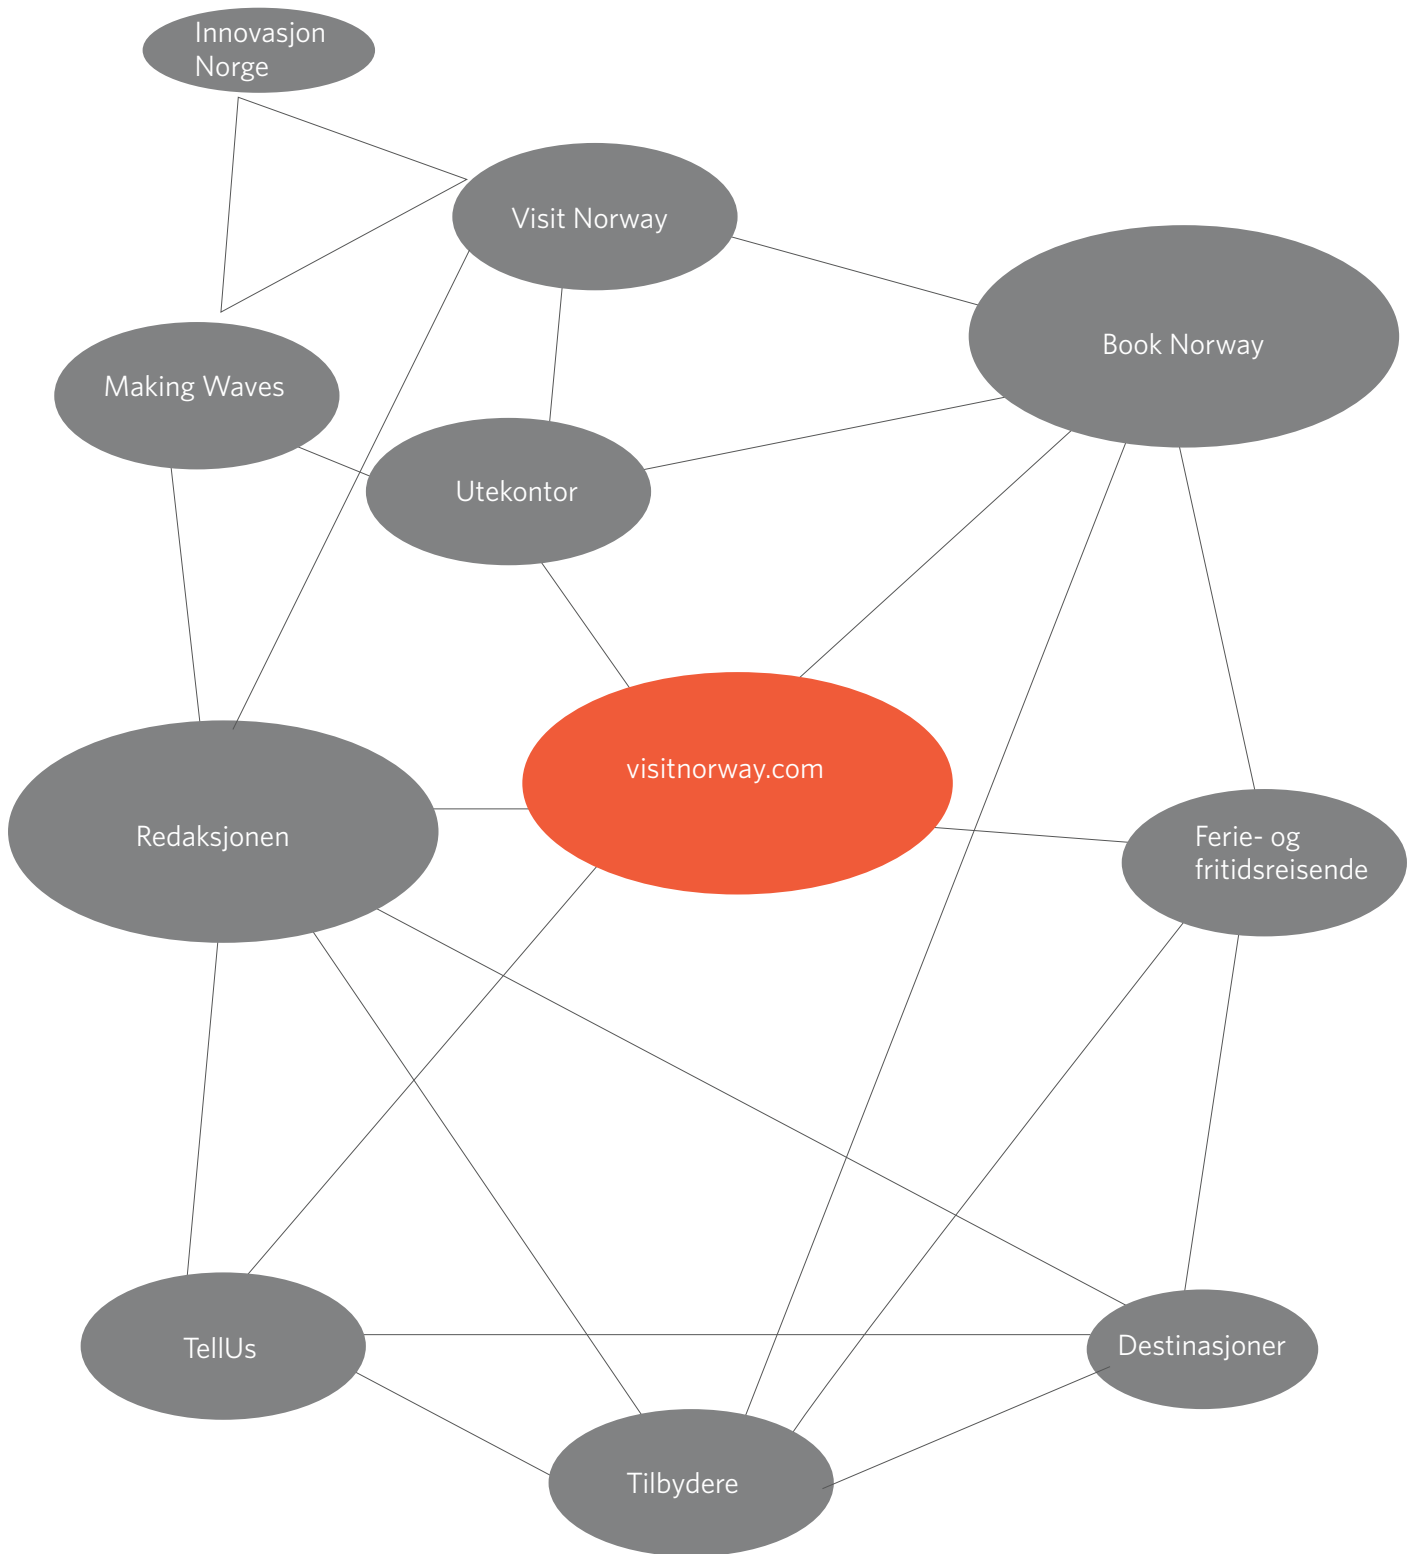 Innovasjon
Norge
Visit Norway
Book Norway
Making Waves
Utekontor
visitnorway.com
Redaksjonen
Ferie- og
fritidsreisende
TellUs
Destinasjoner
Tilbydere